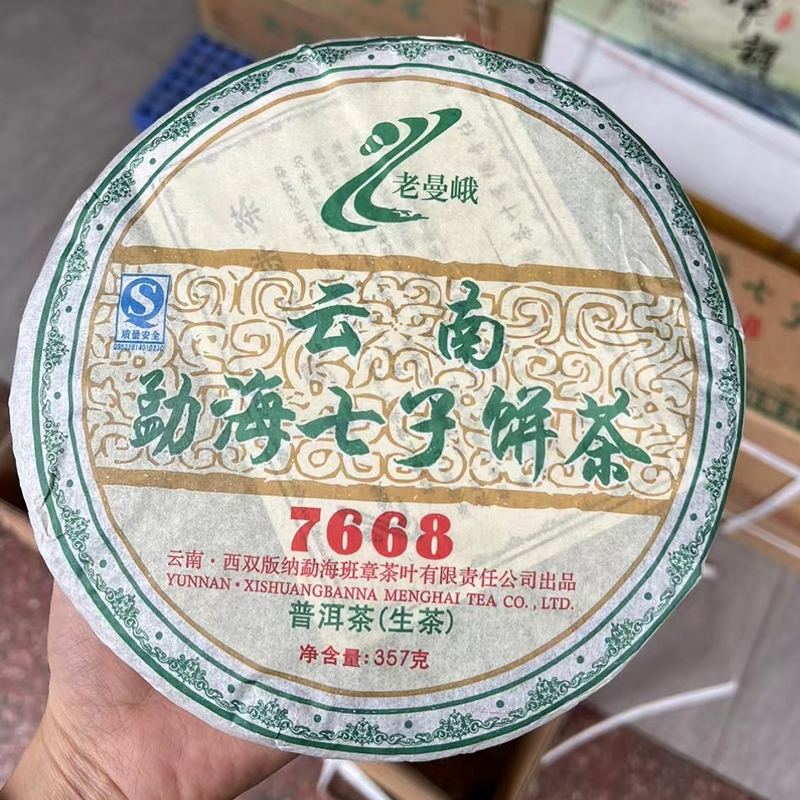 老曼峨
S
质量安全
云南
勐海七子饼茶
7668
云南·西双版纳勐海班章茶叶有限责任公司出品
YUNNAN·XISHUANGBANNA MENGHAI TEA CO.,LTD.
普洱茶(生茶)
净含量:357克